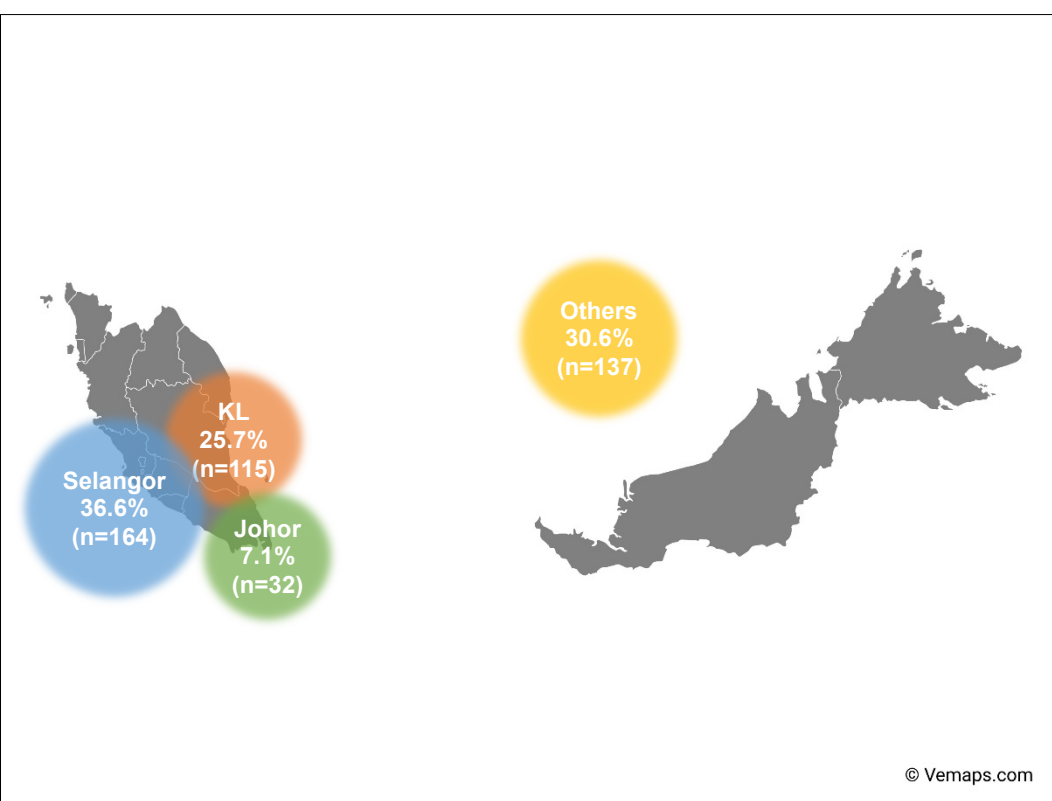 Others
30.6%
(n=137)
KL
25.7%
(n=115)
Selangor
36.6%
(n=164)
Johor
7.1%
(n=32)
© Vemaps.com